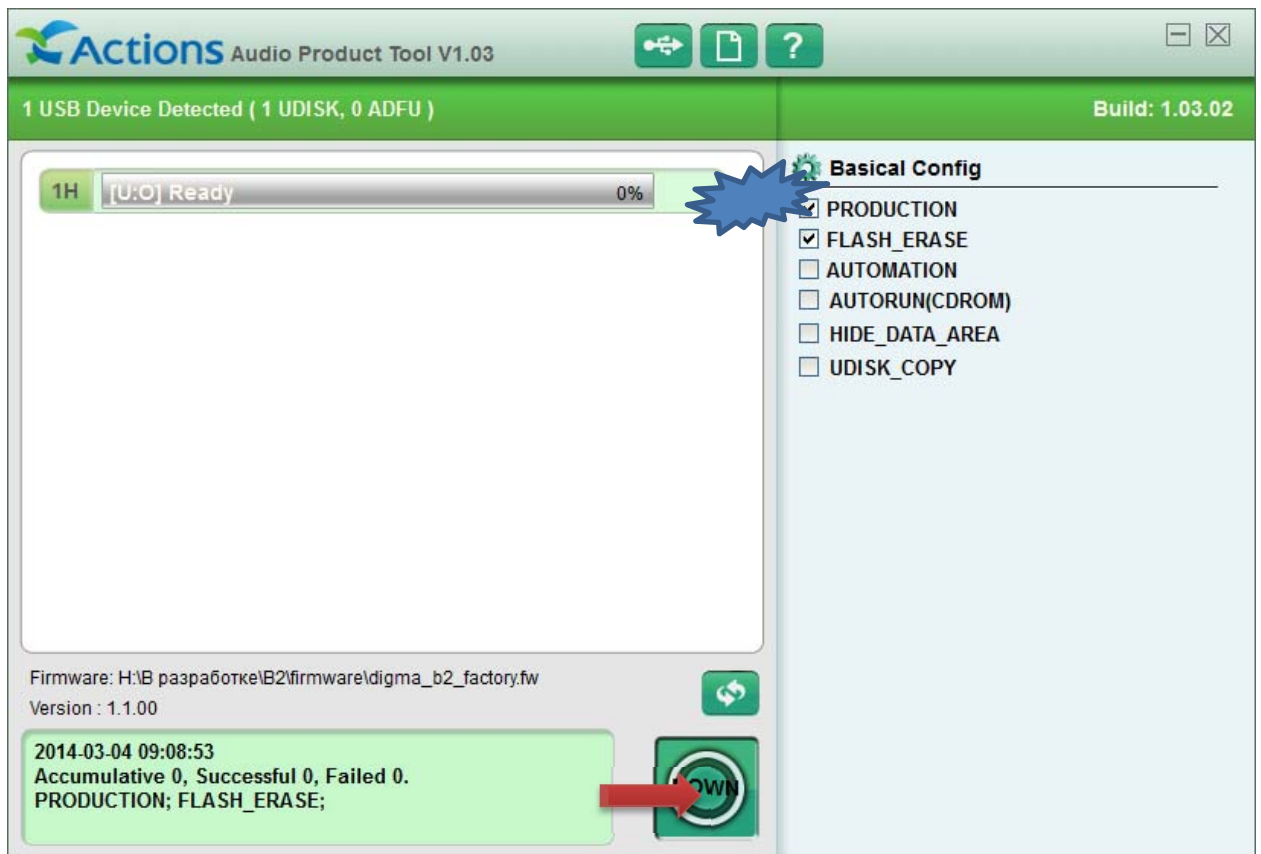 Actions Audio Product Tool V1.03
?
1 USB Device Detected ( 1 UDISK, 0 ADFU )
Build: 1.03.02
1H [U:O] Ready 0%
Basical Config
PRODUCTION
FLASH_ERASE
AUTOMATION
AUTORUN(CDROM)
HIDE_DATA_AREA
UDISK_COPY
Firmware: H:\В разработке\B2\firmware\digma_b2_factory.fw
Version : 1.1.00
2014-03-04 09:08:53
Accumulative 0, Successful 0, Failed 0.
PRODUCTION; FLASH_ERASE;